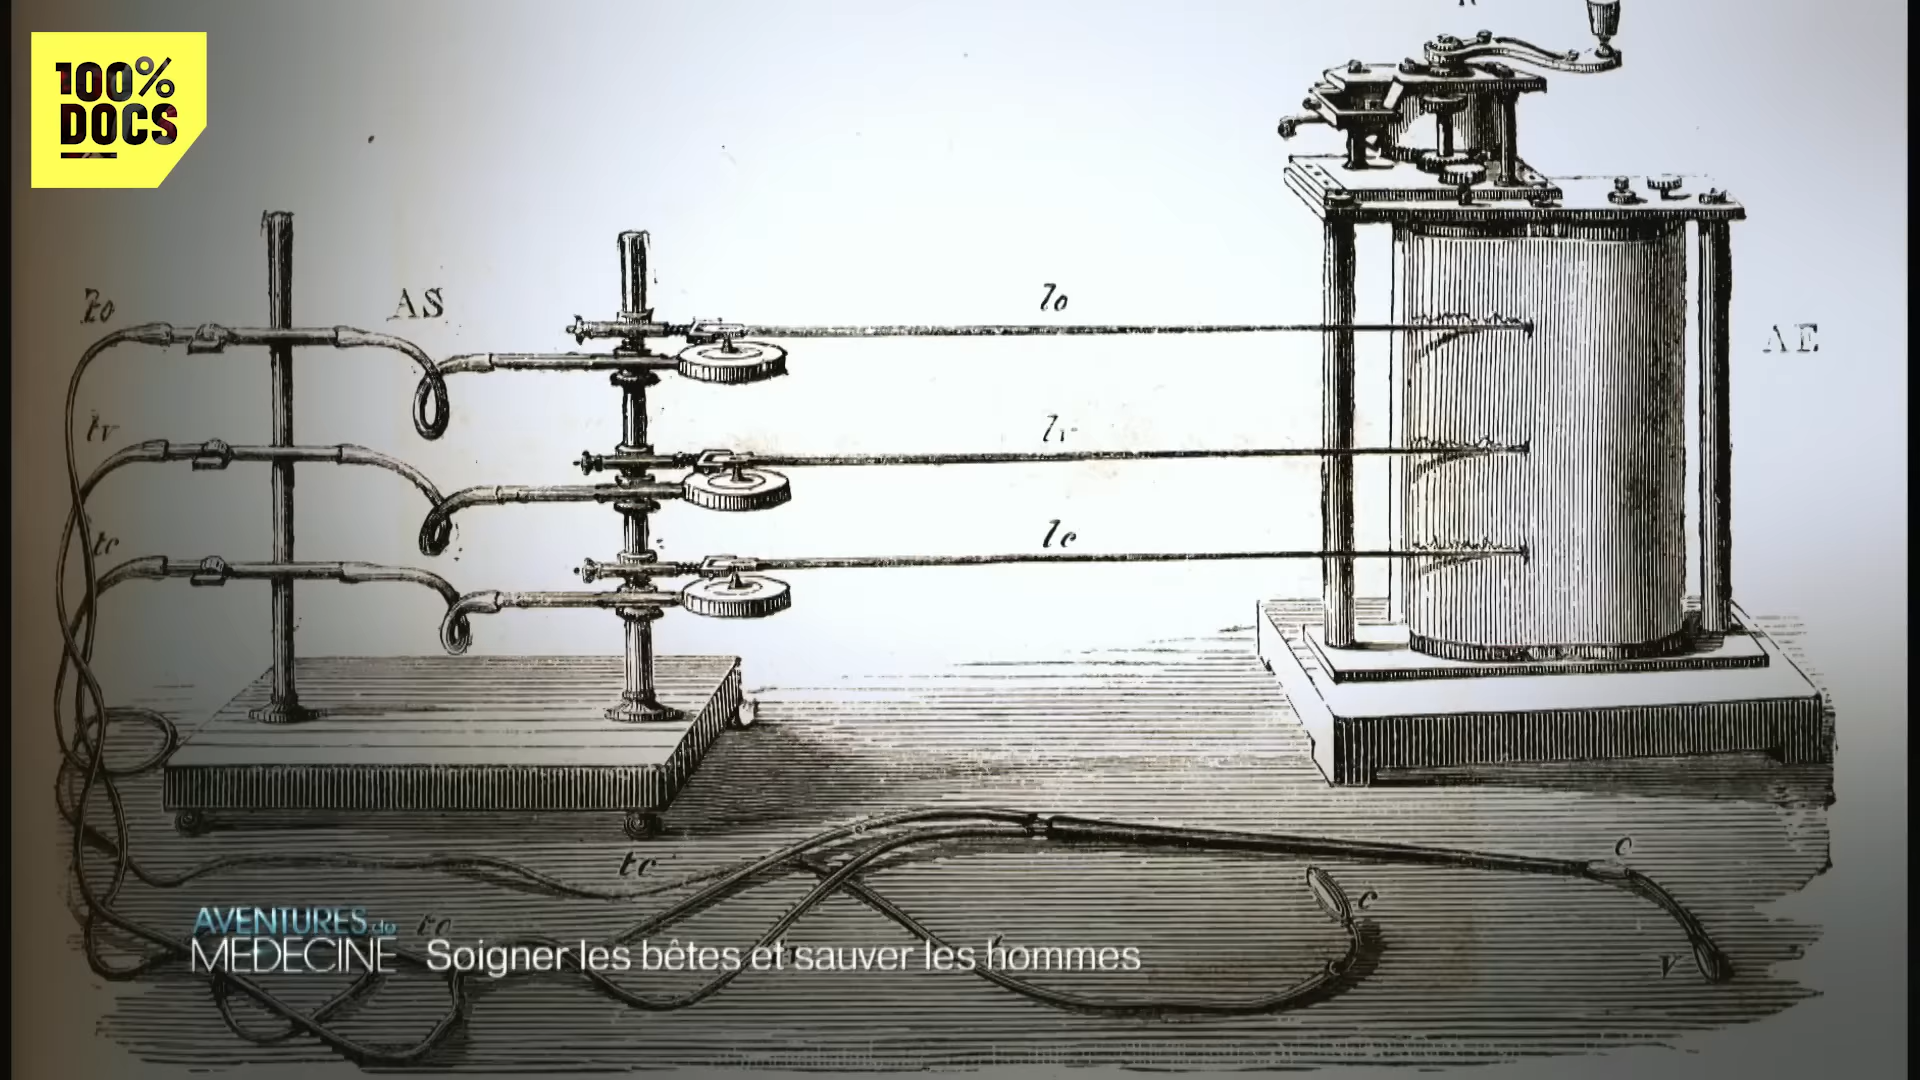 100%
DOCS
AS
lo
AE
tv
lv
tc
lc
tc
o
c
v
AVENTURES de
MEDECINE Soigner les bêtes et sauver les hommes